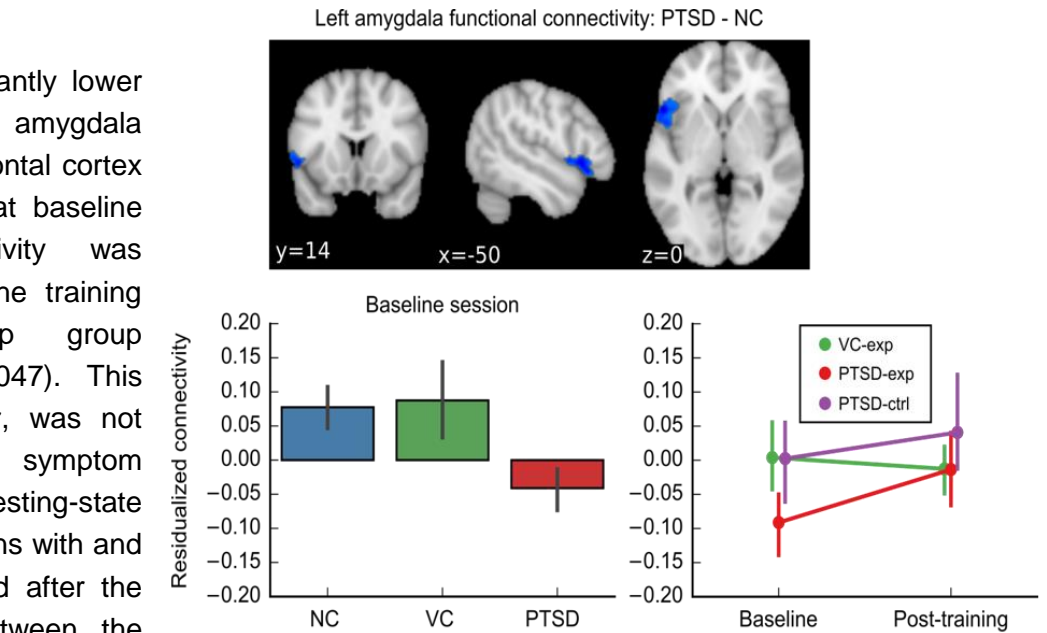 antly lower
amygdala
ontal cortex
at baseline
ivity was
ne training
p group
047). This
, was not
symptom
esting-state
ns with and
d after the
tween the
Left amygdala functional connectivity: PTSD - NC
y=14
x=-50
z=0
Baseline session
Residualized connectivity
0.20
0.15
0.10
0.05
0.00
−0.05
−0.10
−0.15
−0.20
NC VC PTSD
0.20
0.15
0.10
0.05
0.00
−0.05
−0.10
−0.15
−0.20
VC-exp
PTSD-exp
PTSD-ctrl
Baseline Post-training